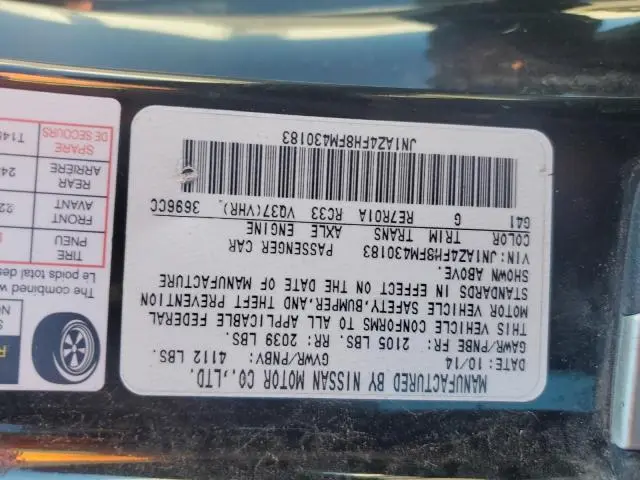 MANUFACTURED BY NISSAN MOTOR CO.,LTD.
DATE: 10/14 GVWR/PNBV: 4112 LBS.
GAWR/PNBE FR: 2105 LBS. RR: 2039 LBS.
THIS VEHICLE CONFORMS TO ALL APPLICABLE FEDERAL
MOTOR VEHICLE SAFETY,BUMPER,AND THEFT PREVENTION
STANDARDS IN EFFECT ON THE DATE OF MANUFACTURE
SHOWN ABOVE.
VIN:JN1AZ4FH8FM430183 PASSENGER CAR
COLOR TRIM TRANS AXLE ENGINE
G41 G RE7R01A RC33 VQ37(VHR) 3696CC
JN1AZ4FH8FM430183
The combined w
Le poids total des
TIRE
PNEU
FRONT
AVANT
REAR
ARRIÈRE
SPARE
DE SECOURS